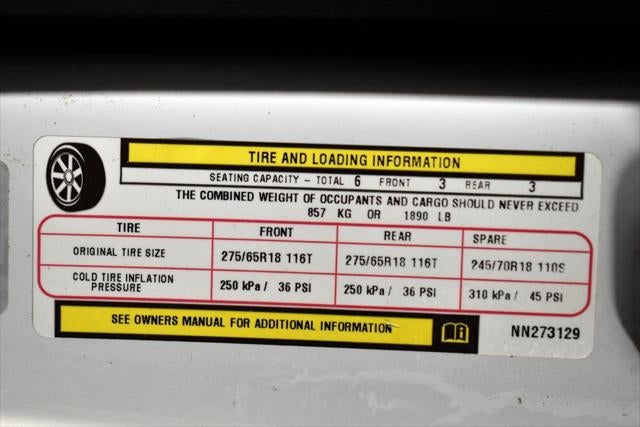 TIRE AND LOADING INFORMATION
SEATING CAPACITY - TOTAL 6 FRONT 3 REAR 3
THE COMBINED WEIGHT OF OCCUPANTS AND CARGO SHOULD NEVER EXCEED
857 KG OR 1890 LB
TIRE FRONT REAR SPARE
ORIGINAL TIRE SIZE 275/65R18 116T 275/65R18 116T 245/70R18 110S
COLD TIRE INFLATION PRESSURE 250 kPa / 36 PSI 250 kPa / 36 PSI 310 kPa / 45 PSI
SEE OWNERS MANUAL FOR ADDITIONAL INFORMATION
NN273129